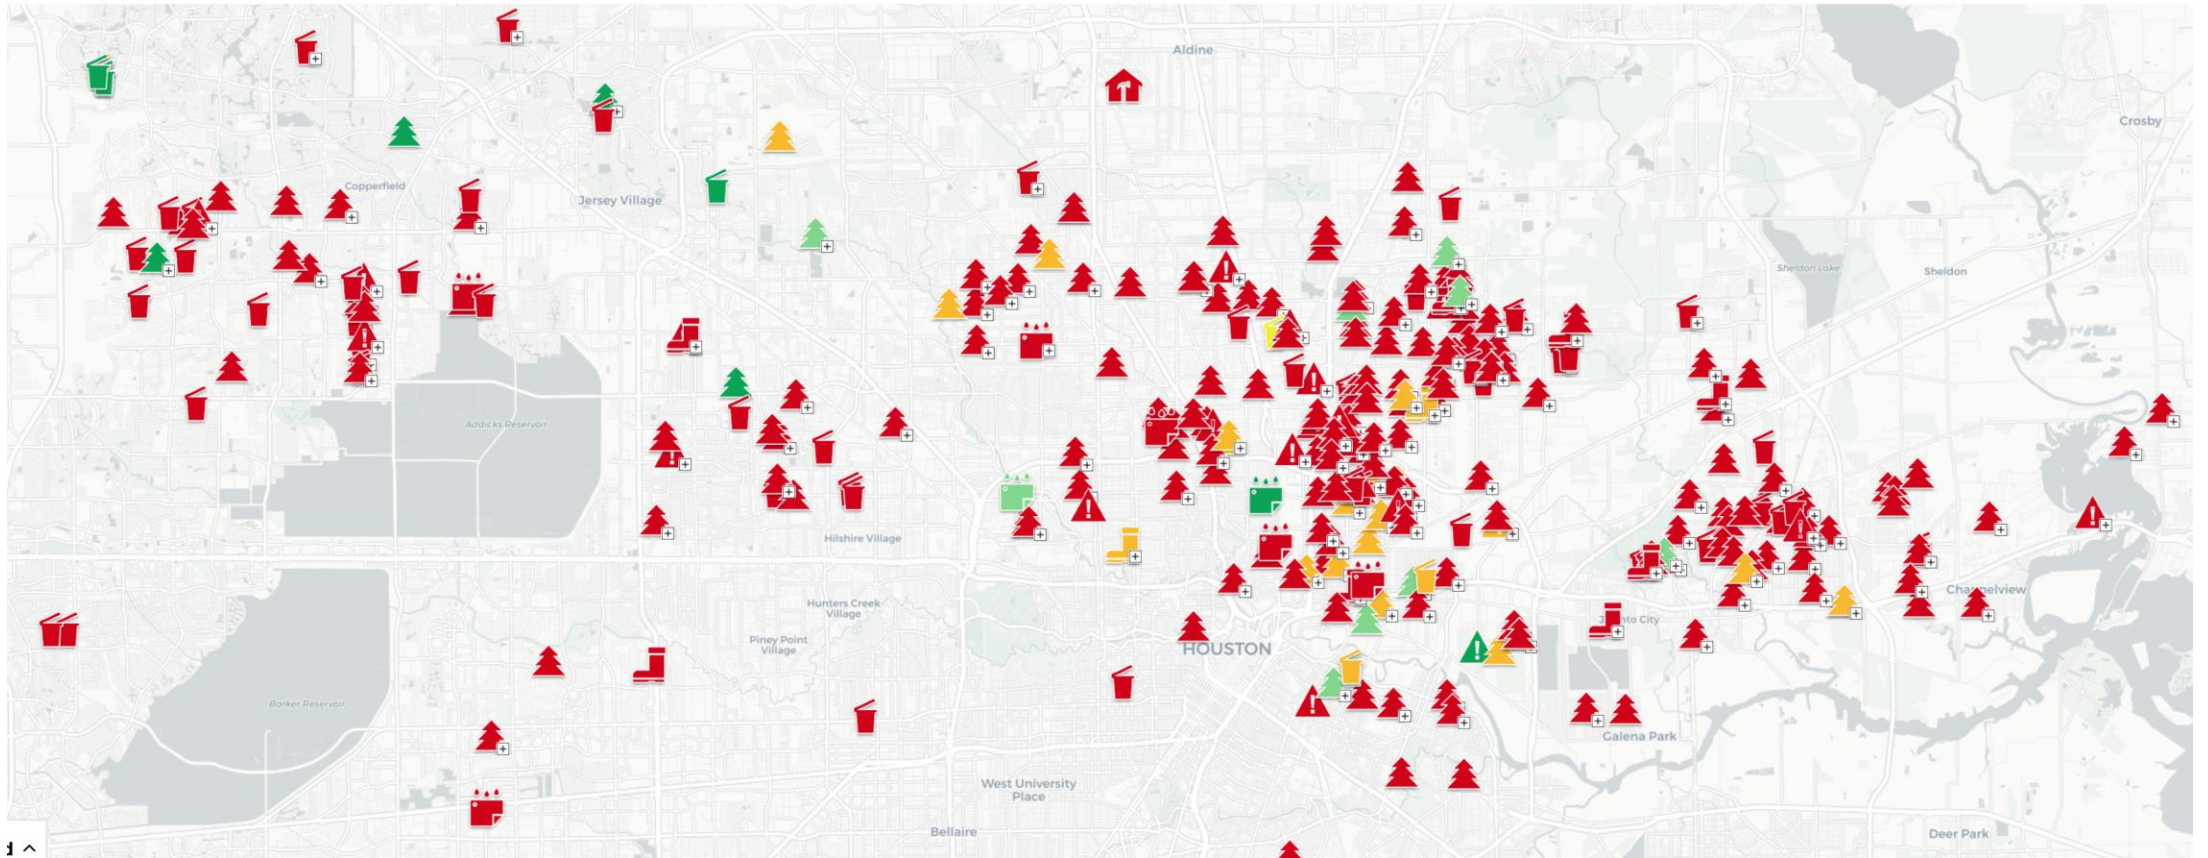 Aldine
Crosby
Copperfield
Jersey Village
Sheldon Lake
Sheldon
Addicks Reservoir
Hilshire Village
Hunters Creek
Village
Piney Point
Village
Channelview
HOUSTON
City
Barker Reservoir
Galena Park
West University
Place
Bellaire
Deer Park